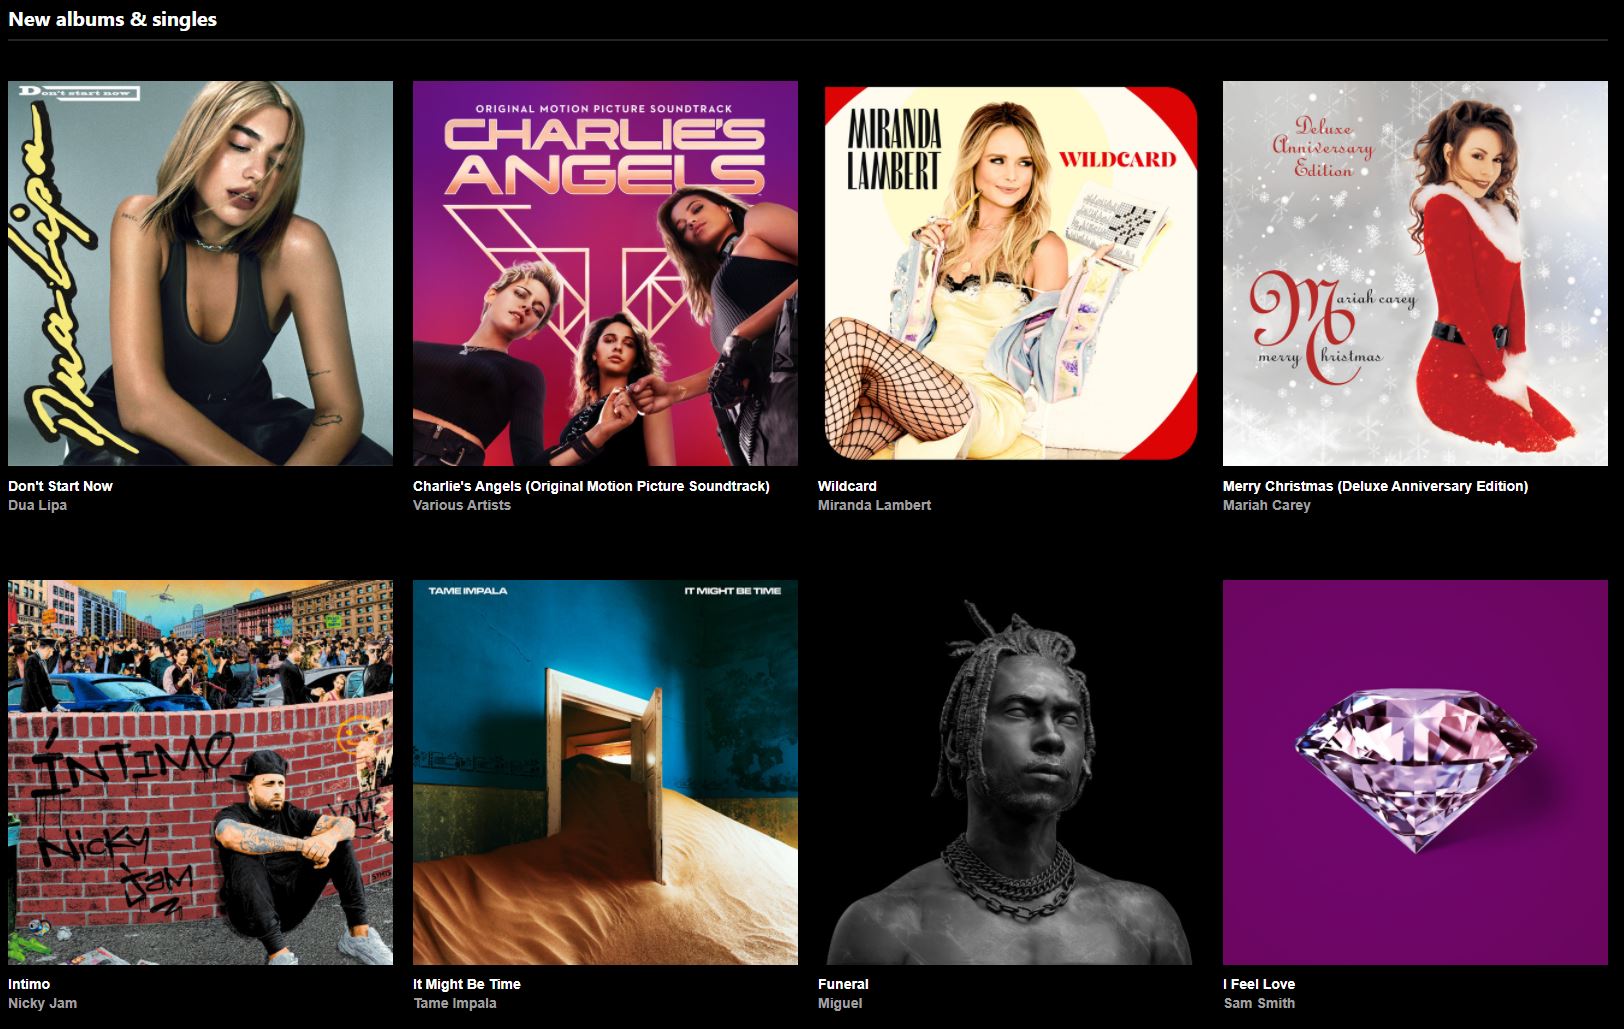 New albums & singles
Don't start now
Dua Lipa
ORIGINAL MOTION PICTURE SOUNDTRACK
CHARLIE'S
ANGELS
MIRANDA
LAMBERT
WILDCARD
Deluxe
Anniversary
Edition
Mariah carey
merry Christmas
Don't Start Now
Dua Lipa
Charlie's Angels (Original Motion Picture Soundtrack)
Various Artists
Wildcard
Miranda Lambert
Merry Christmas (Deluxe Anniversary Edition)
Mariah Carey
ÍNTIMO
Nicky
Jam
TAME IMPALA
IT MIGHT BE TIME
Intimo
Nicky Jam
It Might Be Time
Tame Impala
Funeral
Miguel
I Feel Love
Sam Smith